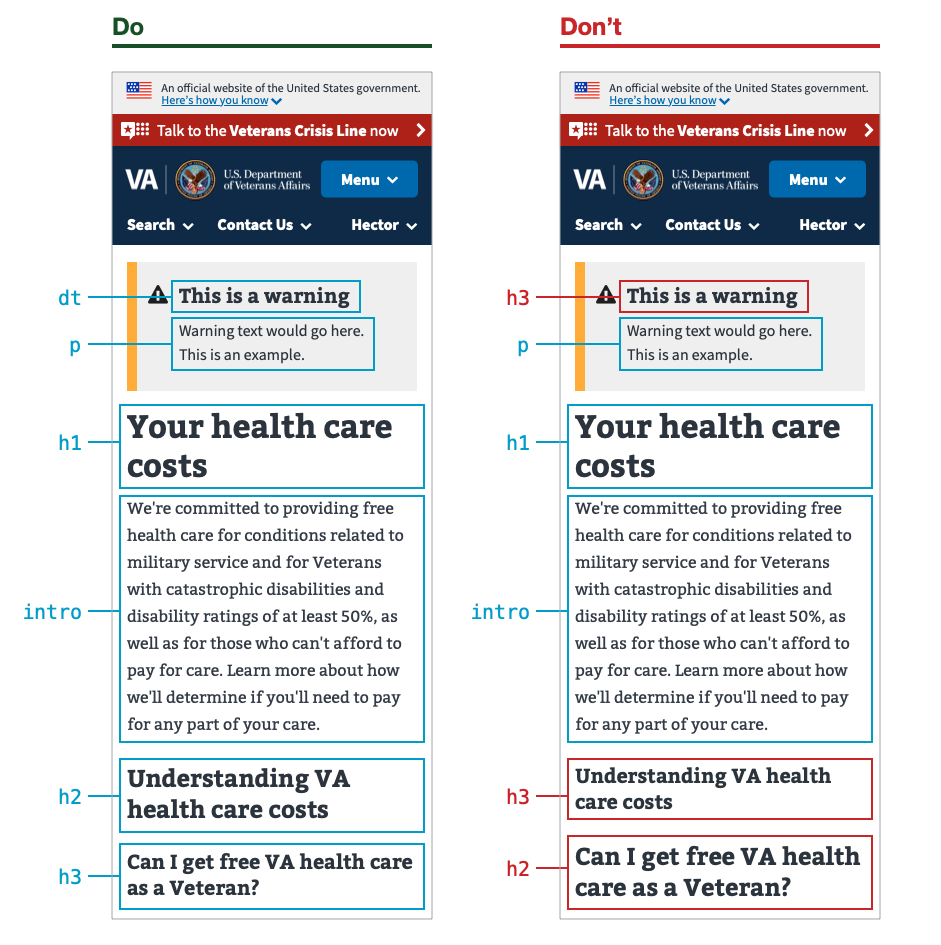 Do
An official website of the United States government.
Here's how you know
Talk to the Veterans Crisis Line now
VA
U.S. Department
of Veterans Affairs
Menu
Search
Contact Us
Hector
dt
This is a warning
p
Warning text would go here.
This is an example.
h1
Your health care
costs
intro
We're committed to providing free
health care for conditions related to
military service and for Veterans
with catastrophic disabilities and
disability ratings of at least 50%, as
well as for those who can't afford to
pay for care. Learn more about how
we'll determine if you'll need to pay
for any part of your care.
h2
Understanding VA
health care costs
h3
Can I get free VA health care
as a Veteran?
Don't
An official website of the United States government.
Here's how you know
Talk to the Veterans Crisis Line now
VA
U.S. Department
of Veterans Affairs
Menu
Search
Contact Us
Hector
h3
This is a warning
p
Warning text would go here.
This is an example.
h1
Your health care
costs
intro
We're committed to providing free
health care for conditions related to
military service and for Veterans
with catastrophic disabilities and
disability ratings of at least 50%, as
well as for those who can't afford to
pay for care. Learn more about how
we'll determine if you'll need to pay
for any part of your care.
h3
Understanding VA health
care costs
h2
Can I get free VA health
care as a Veteran?